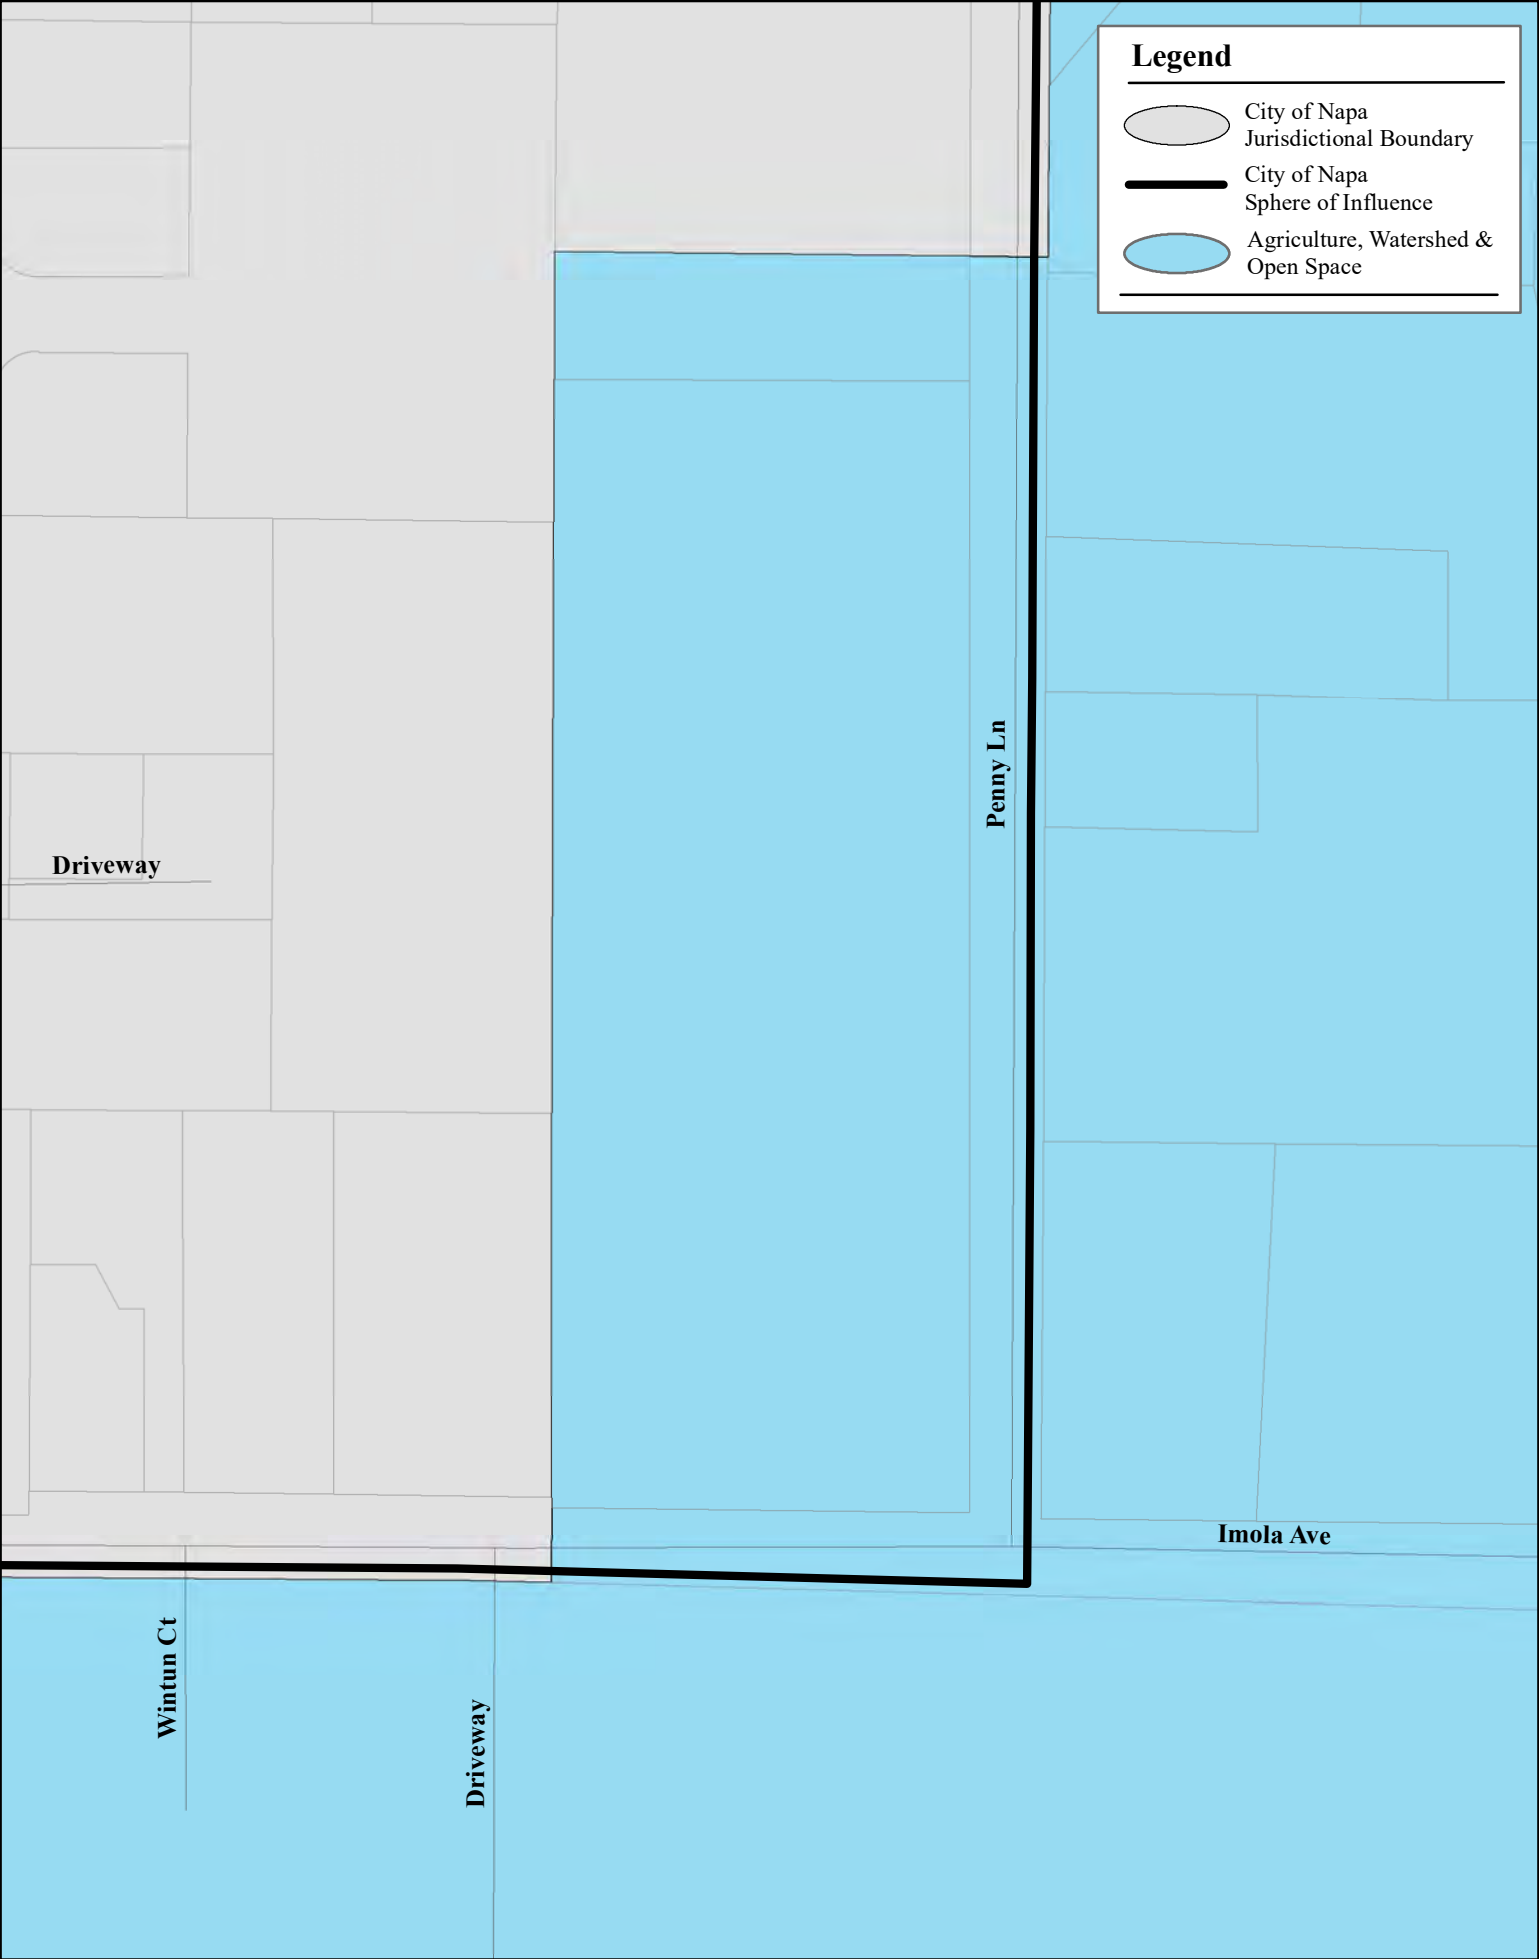 Legend
City of Napa
Jurisdictional Boundary
City of Napa
Sphere of Influence
Agriculture, Watershed &
Open Space
Penny Ln
Driveway
Imola Ave
Wintun Ct
Driveway